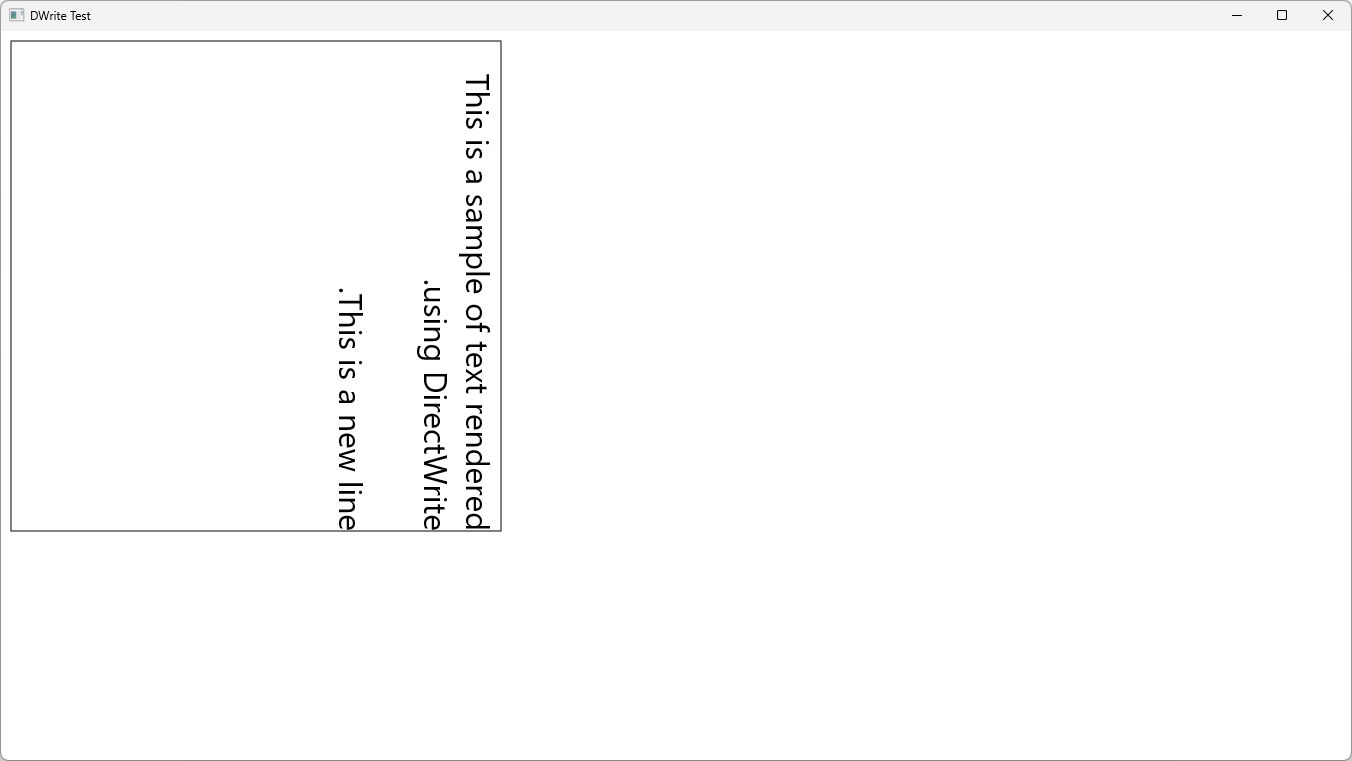 DWrite Test
This is a sample of text rendered
.using DirectWrite
.This is a new line